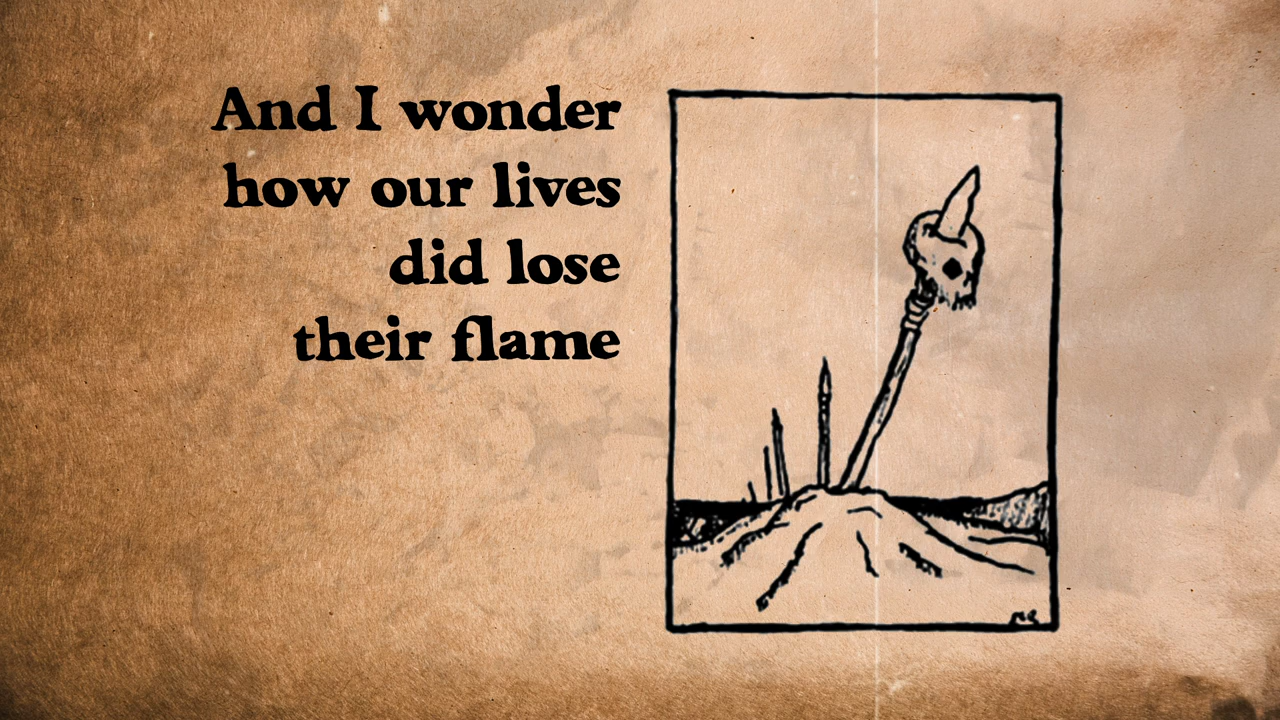 And I wonder
how our lives
did lose
their flame